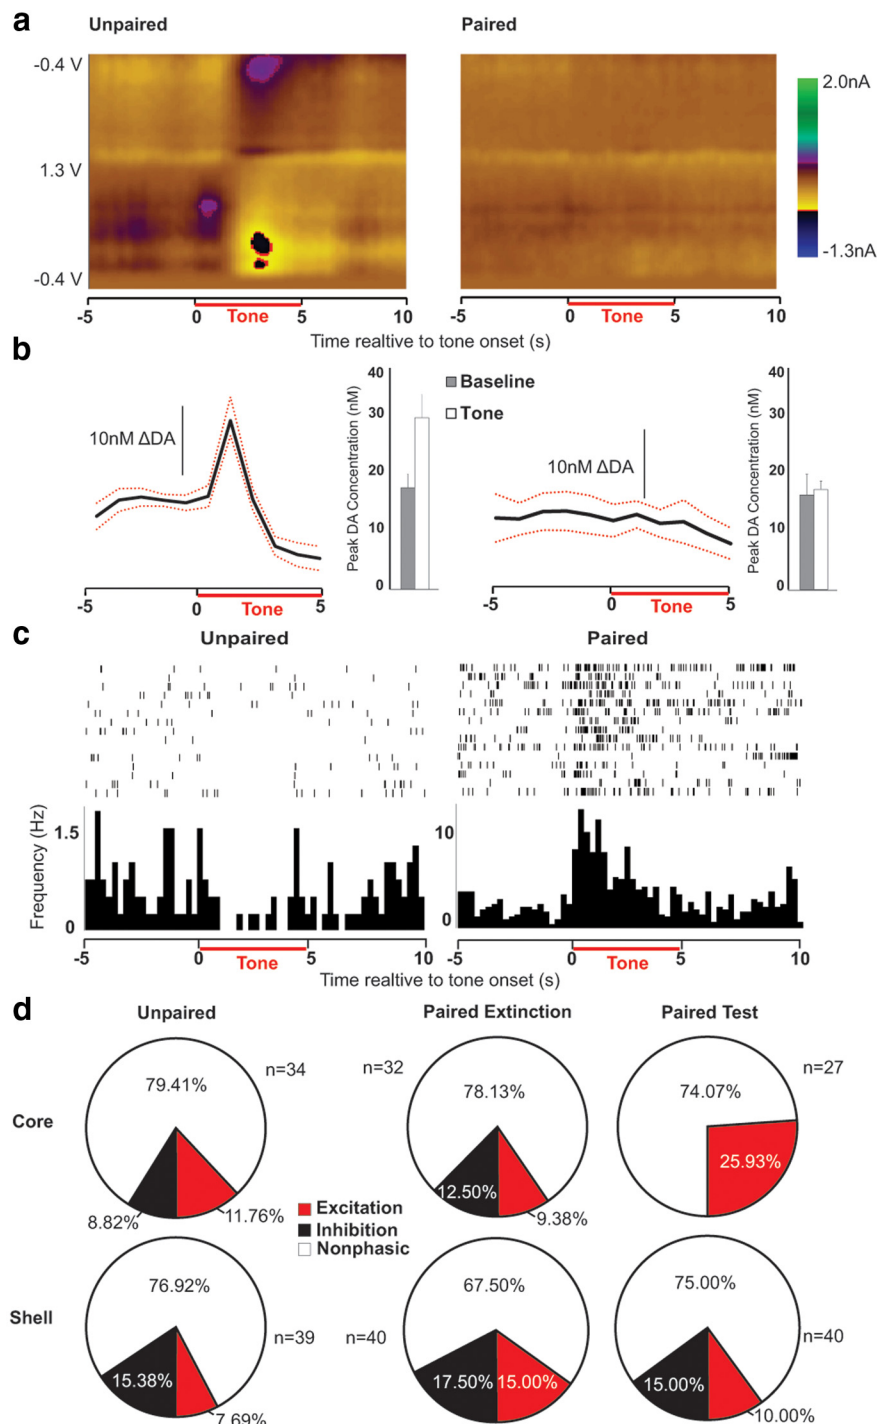 a
Unpaired
Paired
-0.4 V
1.3 V
-0.4 V
2.0nA
-1.3nA
-5 0 5 10
Tone
-5 0 5 10
Tone
Time realtive to tone onset (s)
b
10nM ΔDA
-5 0 5
Tone
Peak DA Concentration (nM)
40
30
20
10
0
Baseline
Tone
10nM ΔDA
-5 0 5
Tone
Peak DA Concentration (nM)
40
30
20
10
0
c
Unpaired
Paired
Frequency (Hz)
1.5
0
10
0
-5 0 5 10
Tone
-5 0 5 10
Tone
Time realtive to tone onset (s)
d
Unpaired
Paired Extinction
Paired Test
Core
79.41%
n=34
8.82%
11.76%
n=32
78.13%
12.50%
9.38%
74.07%
n=27
25.93%
Excitation
Inhibition
Nonphasic
Shell
76.92%
n=39
15.38%
7.69%
n=40
67.50%
17.50%
15.00%
75.00%
n=40
15.00%
10.00%